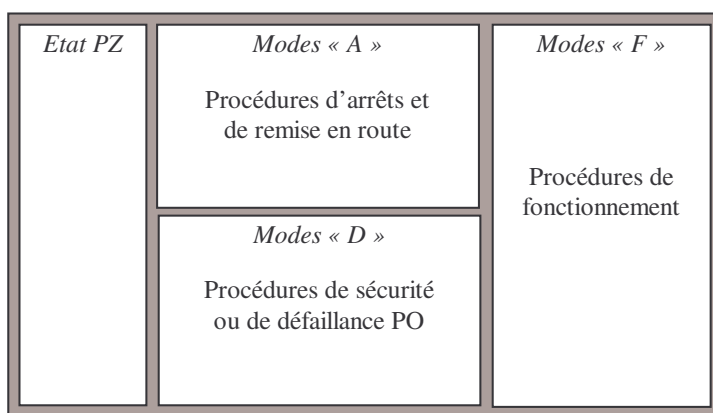 Etat PZ
Modes « A »
Procédures d’arrêts et
de remise en route
Modes « D »
Procédures de sécurité
ou de défaillance PO
Modes « F »
Procédures de
fonctionnement